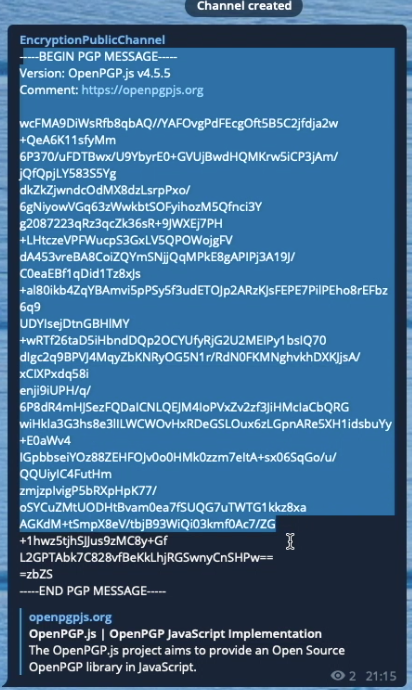 Channel created
EncryptionPublicChannel
-----BEGIN PGP MESSAGE-----
Version: OpenPGP.js v4.5.5
Comment: https://openpgpjs.org
wcFMA9DiWsRfb8qbAQ//YAFOvgPdFEcgOft5B5C2jfdja2w
+QeA6K11sfyMm
6P370/uFDTBwx/U9YbyrE0+GVUjBwdHQMKrw5iCP3jAm/
jQfQpjLY583S5Yg
dkZkZjwndcOdMX8dzLsrpPxo/
6gNiyowVGq63zWwkbtSOFyihozM5Qfnci3Y
g2087223qRz3qcZk36sR+9JWXEj7PH
+LHtczeVPFWucpS3GxLV5QPOWojgFV
dA453vreBA8CoiZQYmSNjjQqMPkE8gAPIPj3A19J/
C0eaEBf1qDid1Tz8xJs
+al80ikb4ZqYBAmvi5pPSy5f3udETOJp2ARzKJsFEPE7PilPEho8rEFbz
6q9
UDYIsejDtnGBHlMY
+wRTf26taD5iHbndDQp2OCYUfyRjG2U2MEIPy1bsIQ70
dlgc2q9BPVJ4MqyZbKNRyOG5N1r/RdN0FKMNghvkhDXKJjsA/
xCIXPxdq58i
enji9iUPH/q/
6P8dR4mHJSezFQDaICNLQEJM4IoPVxZv2zf3JiHMclaCbQRG
wiHkla3G3hs8e3lILWCWOvHxRDeGSLOux6zLGpnARe5XH1idsbuYy
+E0aWv4
IGpbbseiYOz88ZEHFOJv0o0HMk0zzm7eItA+sx06SqGo/u/
QQUiyIC4FutHm
zmjzpIvigP5bRXpHpK77/
oSYCuZMtUODHtBvam0ea7fSUQG7uTWTG1kkz8xa
AGKdM+tSmpX8eV/tbjB93WiQi03kmf0Ac7/ZG
+1hwz5tjhSJJus9zMC8y+Gf
L2GPTAbk7C828vfBeKkLhjRGSwnyCnSHPw==
=zbZS
-----END PGP MESSAGE-----
openpgpjs.org
OpenPGP.js | OpenPGP JavaScript Implementation
The OpenPGP.js project aims to provide an Open Source
OpenPGP library in JavaScript.
2 21:15